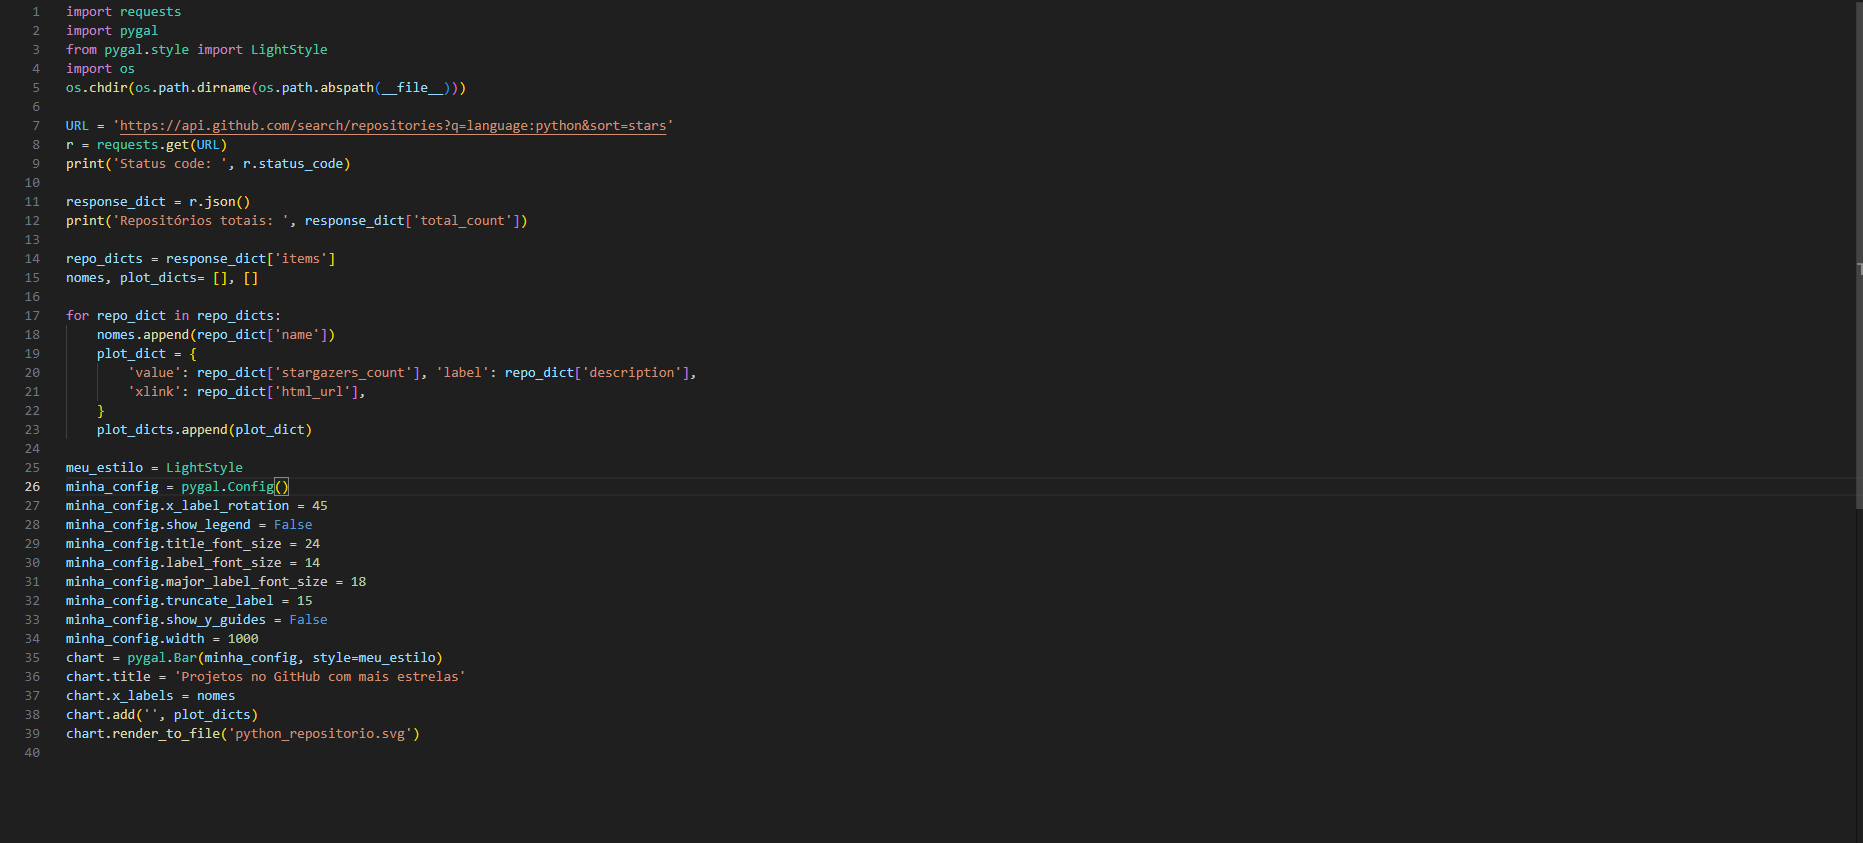 1 import requests
2 import pygal
3 from pygal.style import LightStyle
4 import os
5 os.chdir(os.path.dirname(os.path.abspath(__file__)))
6
7 URL = 'https://api.github.com/search/repositories?q=language:python&sort=stars'
8 r = requests.get(URL)
9 print('Status code: ', r.status_code)
10
11 response_dict = r.json()
12 print('Repositórios totais: ', response_dict['total_count'])
13
14 repo_dicts = response_dict['items']
15 nomes, plot_dicts= [], []
16
17 for repo_dict in repo_dicts:
18     nomes.append(repo_dict['name'])
19     plot_dict = {
20         'value': repo_dict['stargazers_count'], 'label': repo_dict['description'],
21         'xlink': repo_dict['html_url'],
22     }
23     plot_dicts.append(plot_dict)
24
25 meu_estilo = LightStyle
26 minha_config = pygal.Config()
27 minha_config.x_label_rotation = 45
28 minha_config.show_legend = False
29 minha_config.title_font_size = 24
30 minha_config.label_font_size = 14
31 minha_config.major_label_font_size = 18
32 minha_config.truncate_label = 15
33 minha_config.show_y_guides = False
34 minha_config.width = 1000
35 chart = pygal.Bar(minha_config, style=meu_estilo)
36 chart.title = 'Projetos no GitHub com mais estrelas'
37 chart.x_labels = nomes
38 chart.add('', plot_dicts)
39 chart.render_to_file('python_repositorio.svg')
40